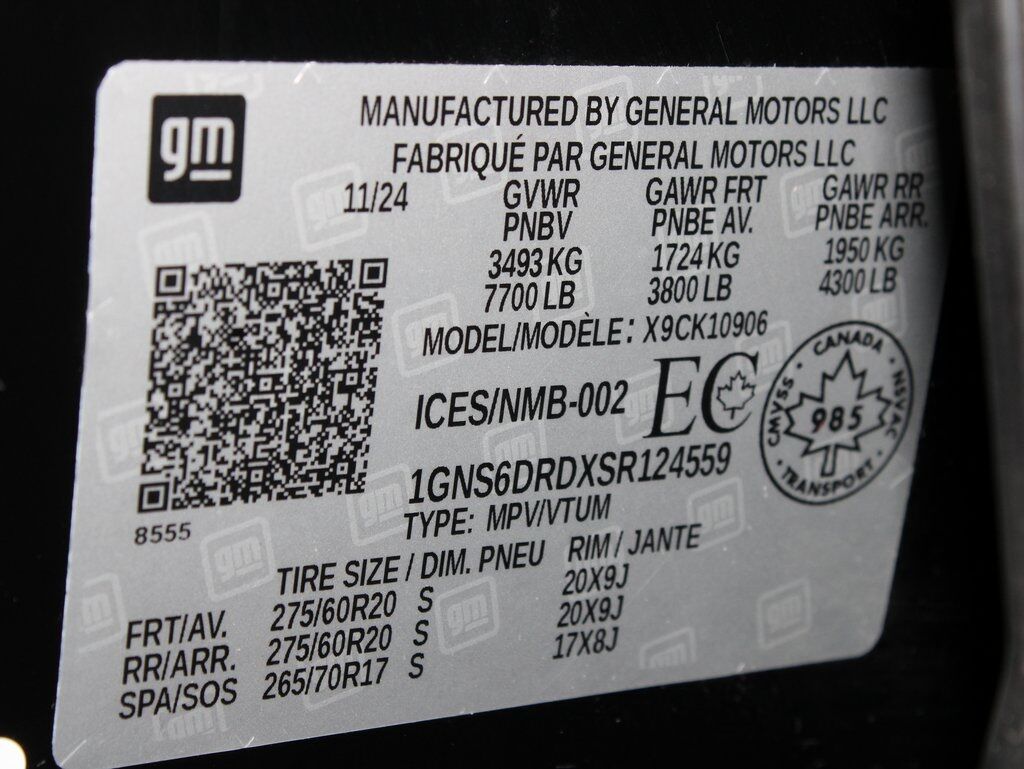 gm
MANUFACTURED BY GENERAL MOTORS LLC
FABRIQUÉ PAR GENERAL MOTORS LLC
11/24 GVWR GAWR FRT GAWR RR
PNBV PNBE AV. PNBE ARR.
3493 KG 1724 KG 1950 KG
7700 LB 3800 LB 4300 LB
MODEL/MODÈLE: X9CK10906
ICES/NMB-002 EC
CANADA
CMVSS 985 NSVAC
TRANSPORT
1GNS6DRDXSR124559
8555
TYPE: MPV/VTUM
TIRE SIZE / DIM. PNEU RIM / JANTE
FRT/AV. 275/60R20 S 20X9J
RR/ARR. 275/60R20 S 20X9J
SPA/SOS 265/70R17 S 17X8J